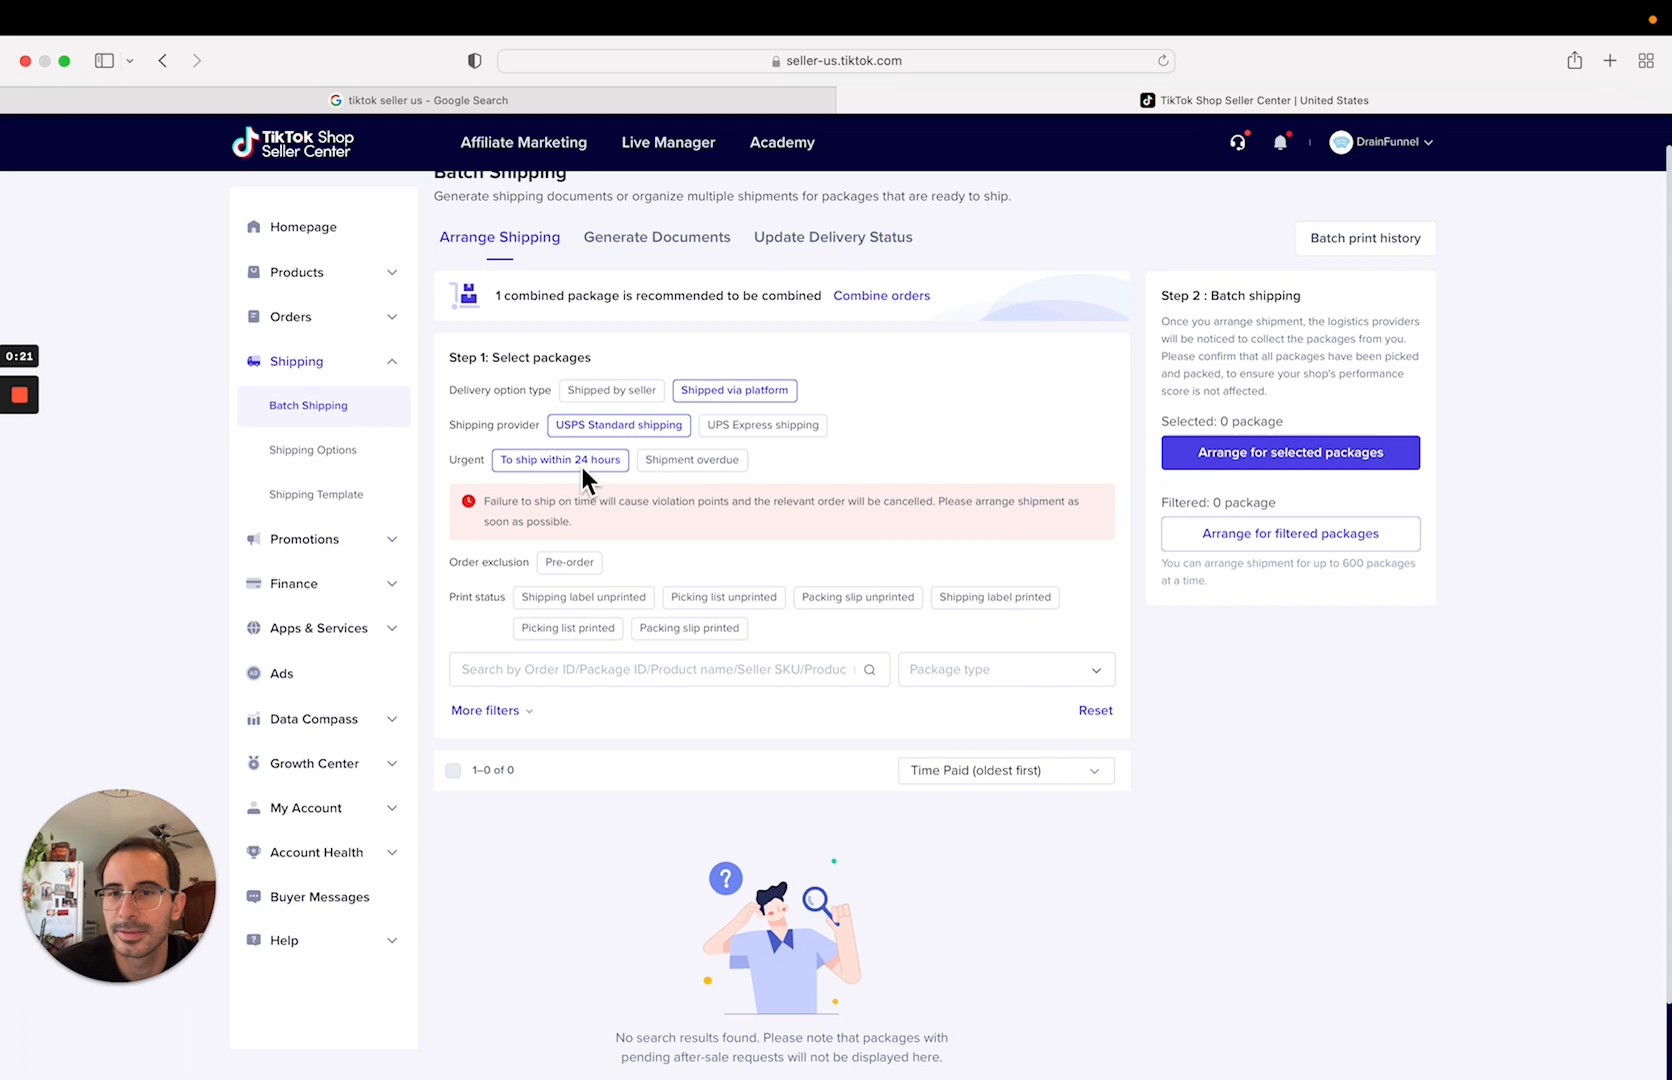 seller-us.tiktok.com
tiktok seller us - Google Search
TikTok Shop Seller Center | United States
TikTok Shop
Seller Center
Affiliate Marketing
Live Manager
Academy
DrainFunnel
Homepage
Products
Orders
Shipping
Batch Shipping
Shipping Options
Shipping Template
Promotions
Finance
Apps & Services
AD
Ads
Data Compass
Growth Center
My Account
Account Health
Buyer Messages
Help
0:21
Batch Shipping
Generate shipping documents or organize multiple shipments for packages that are ready to ship.
Arrange Shipping
Generate Documents
Update Delivery Status
Batch print history
1 combined package is recommended to be combined Combine orders
Step 1: Select packages
Delivery option type Shipped by seller Shipped via platform
Shipping provider USPS Standard shipping UPS Express shipping
Urgent To ship within 24 hours Shipment overdue
Failure to ship on time will cause violation points and the relevant order will be cancelled. Please arrange shipment as
soon as possible.
Order exclusion Pre-order
Print status Shipping label unprinted Picking list unprinted Packing slip unprinted Shipping label printed
Picking list printed Packing slip printed
Search by Order ID/Package ID/Product name/Seller SKU/Produc
Package type
More filters
Reset
1–0 of 0
Time Paid (oldest first)
?
No search results found. Please note that packages with
pending after-sale requests will not be displayed here.
Step 2 : Batch shipping
Once you arrange shipment, the logistics providers
will be noticed to collect the packages from you.
Please confirm that all packages have been picked
and packed, to ensure your shop's performance
score is not affected.
Selected: 0 package
Arrange for selected packages
Filtered: 0 package
Arrange for filtered packages
You can arrange shipment for up to 600 packages
at a time.